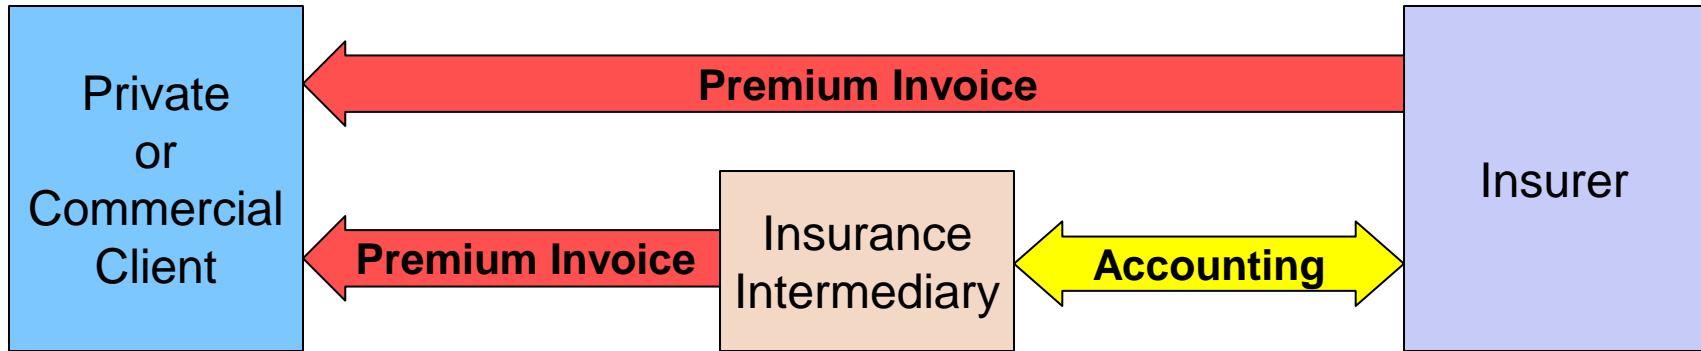 Private
or
Commercial
Client
Premium Invoice
Premium Invoice
Insurance
Intermediary
Accounting
Insurer